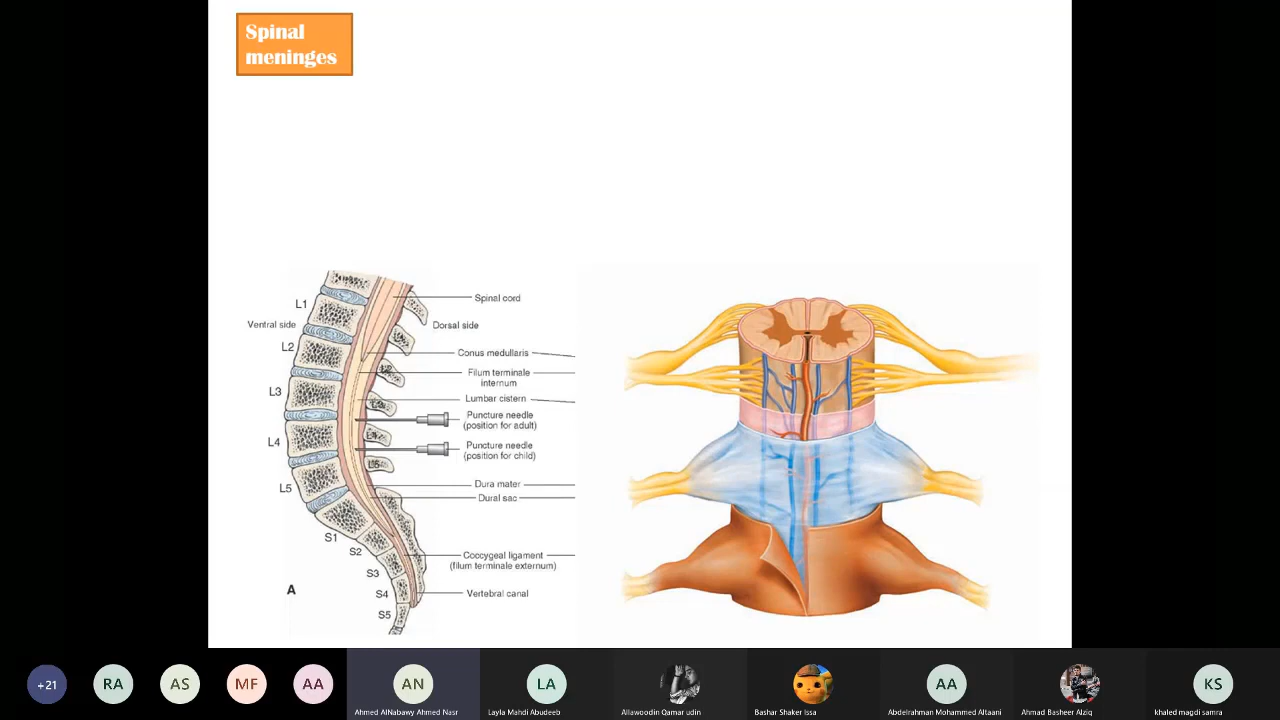 Spinal
meninges
L1
Ventral side
L2
L3
L4
L5
S1
S2
S3
S4
S5
A
Spinal cord
Dorsal side
Conus medullaris
Filum terminale
internum
Lumbar cistern
Puncture needle
(position for adult)
Puncture needle
(position for child)
Dura mater
Dural sac
Coccygeal ligament
(filum terminale externum)
Vertebral canal
+21
RA
AS
MF
AA
AN
Ahmed AlNabawy Ahmed Nasr
LA
Layla Mahdi Abudeeb
Allawoodin Qamar udin
Bashar Shaker Issa
AA
Abdelrahman Mohammed Altaani
Ahmad Basheer Alziq
KS
khaled magdi samra